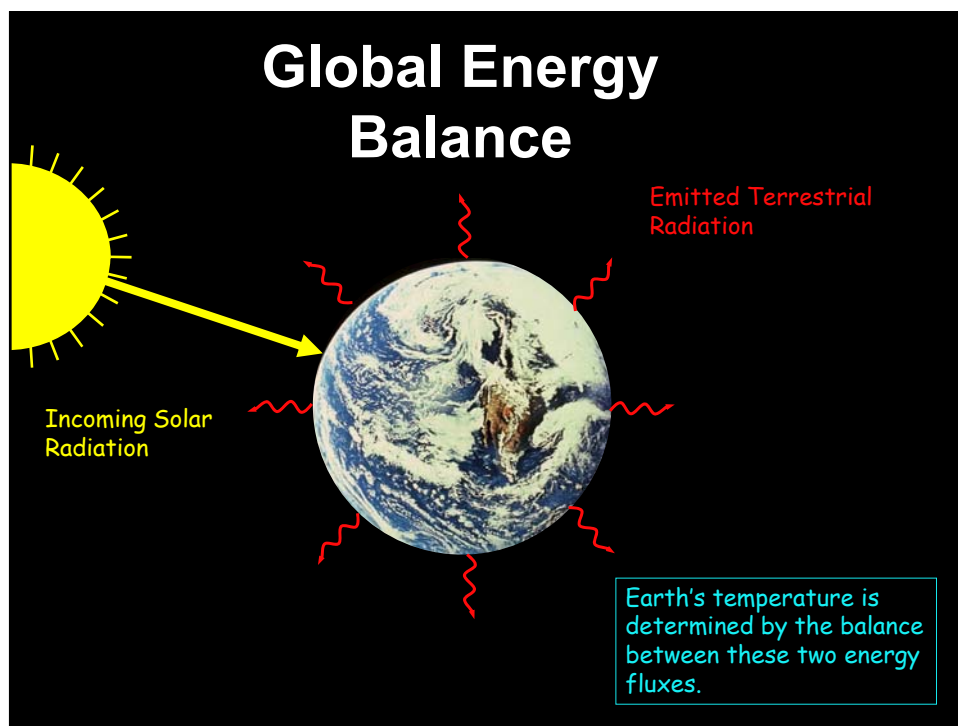 Global Energy
Balance
Emitted Terrestrial
Radiation
Incoming Solar
Radiation
Earth’s temperature is
determined by the balance
between these two energy
fluxes.